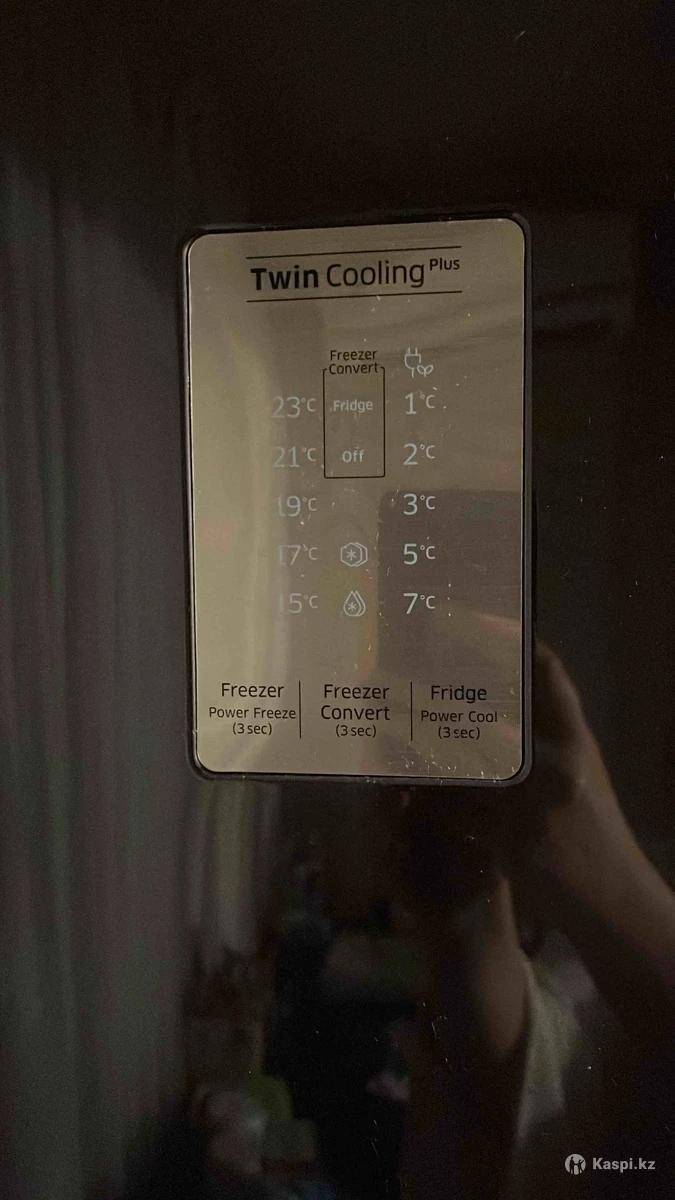 Twin Cooling Plus
Freezer
Convert
23°C Fridge 1°C
21°C Off 2°C
19°C 3°C
17°C 5°C
15°C 7°C
Freezer Freezer Fridge
Power Freeze Convert Power Cool
(3 sec) (3 sec) (3 sec)
Kaspi.kz